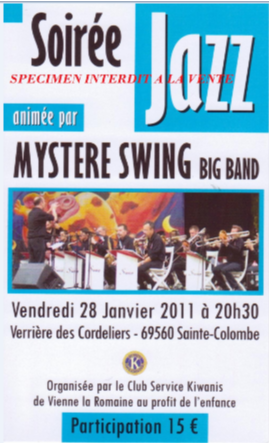 Soirée
Jazz
SPECIMEN INTERDIT A LA VENTE
animée par
MYSTERE SWING BIG BAND
Vendredi 28 Janvier 2011 à 20h30
Verrière des Cordeliers - 69560 Sainte-Colombe
K
Organisée par le Club Service Kiwanis
de Vienne la Romaine au profit de l'enfance
Participation 15 €